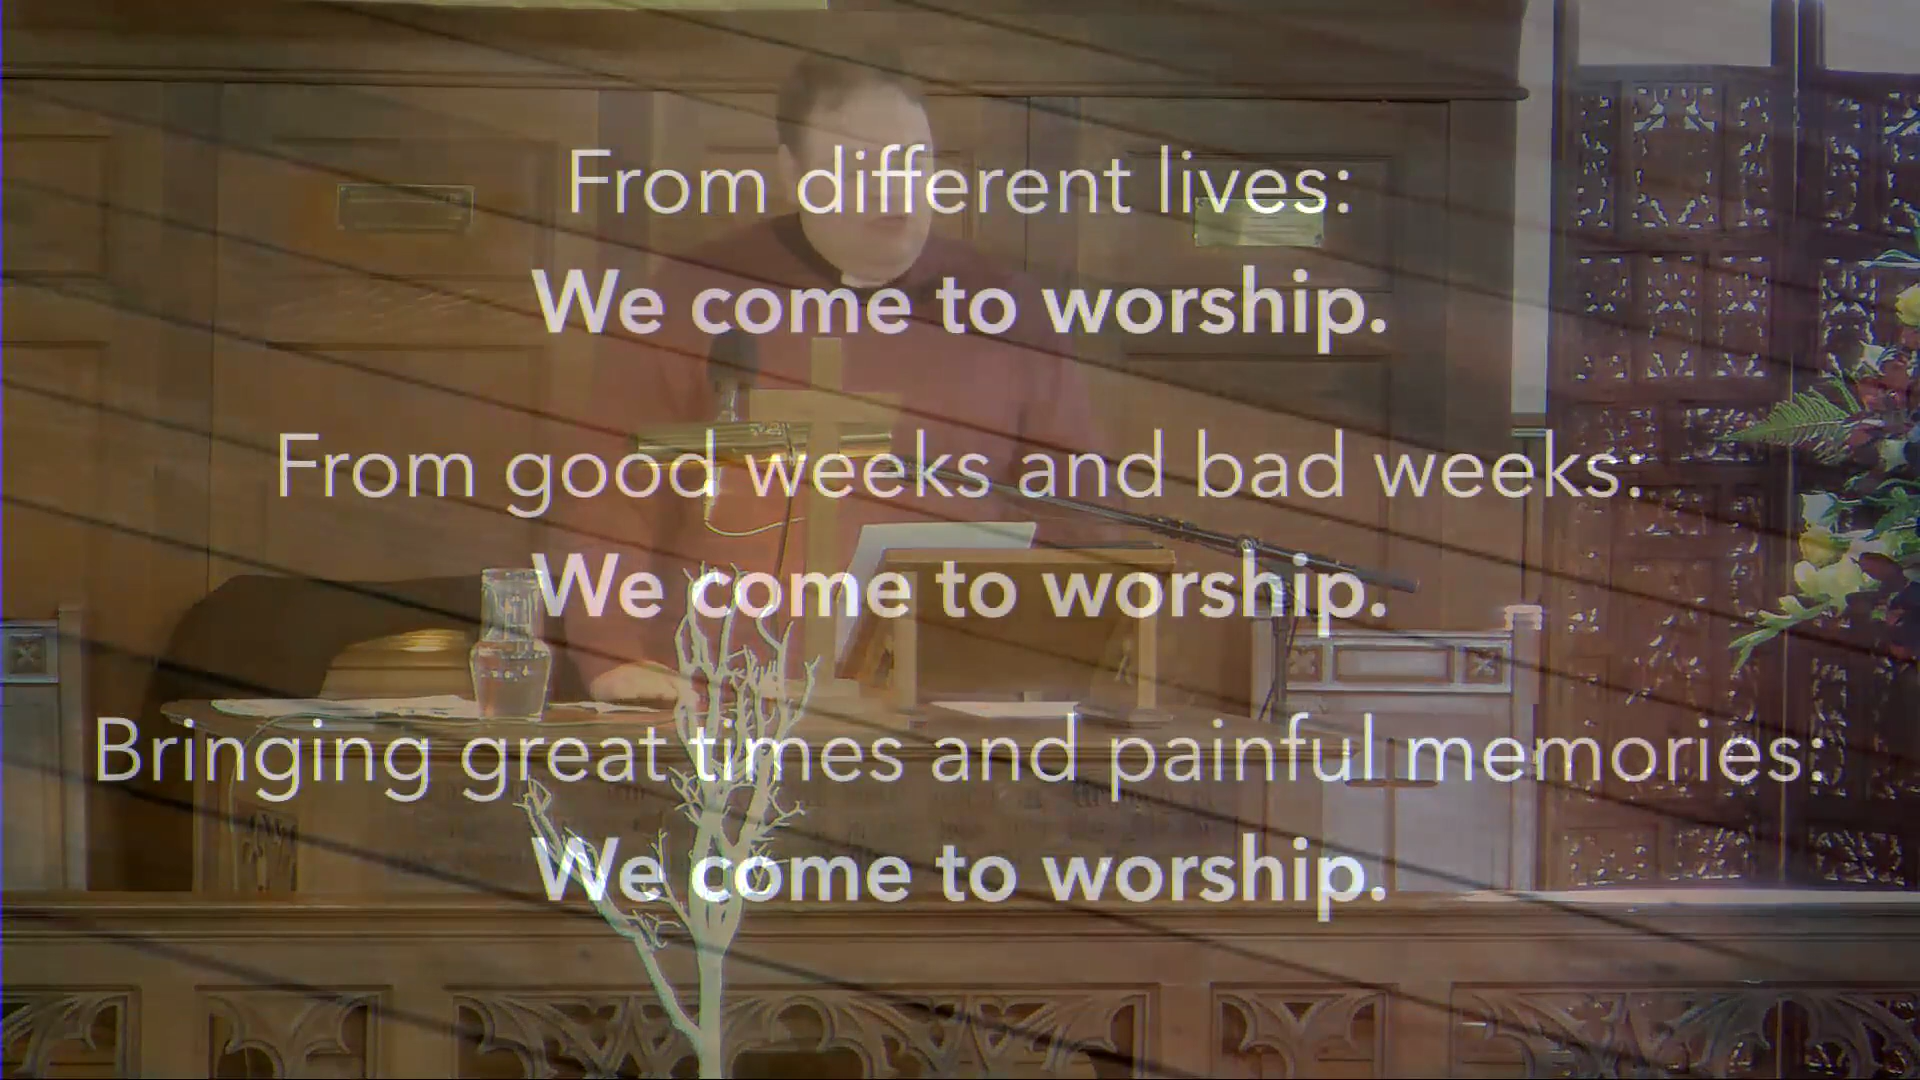 From different lives:
We come to worship.
From good weeks and bad weeks:
We come to worship.
Bringing great times and painful memories:
We come to worship.